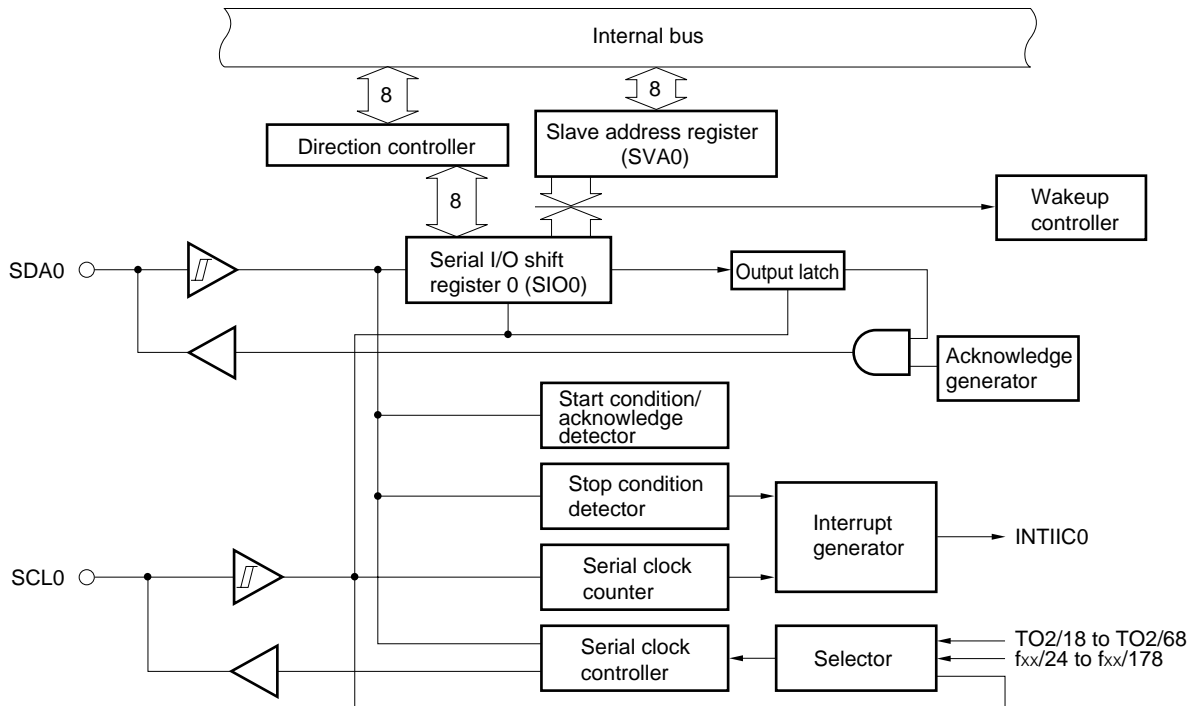 Internal bus
8
8
Direction controller
Slave address register
(SVA0)
8
Wakeup
controller
SDA0
Serial I/O shift
register 0 (SIO0)
Output latch
Acknowledge
generator
Start condition/
acknowledge
detector
Stop condition
detector
Interrupt
generator
INTIIC0
SCL0
Serial clock
counter
Serial clock
controller
Selector
TO2/18 to TO2/68
fxx/24 to fxx/178